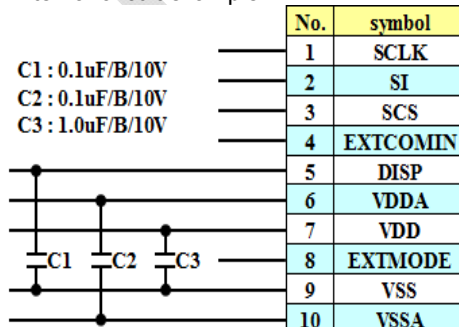 No. symbol
1 SCLK
C1 : 0.1uF/B/10V
2 SI
C2 : 0.1uF/B/10V
3 SCS
C3 : 1.0uF/B/10V
4 EXTCOMIN
5 DISP
6 VDDA
7 VDD
C1 C2 C3 8 EXTMODE
9 VSS
10 VSSA